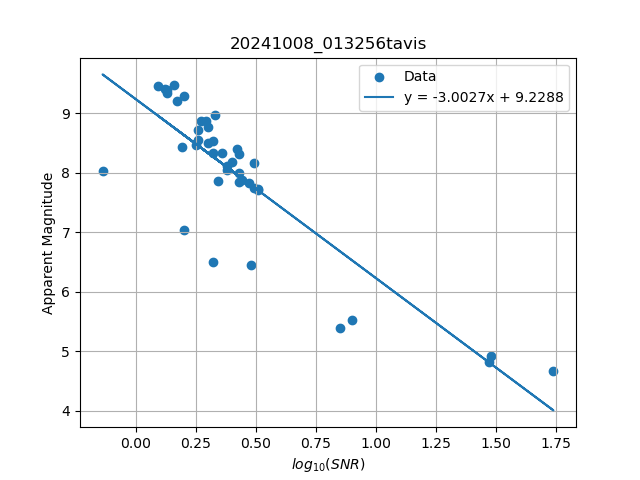 20241008_013256tavis
Data
y = -3.0027x + 9.2288
Apparent Magnitude
9
8
7
6
5
4
0.00 0.25 0.50 0.75 1.00 1.25 1.50 1.75
log₁₀(SNR)